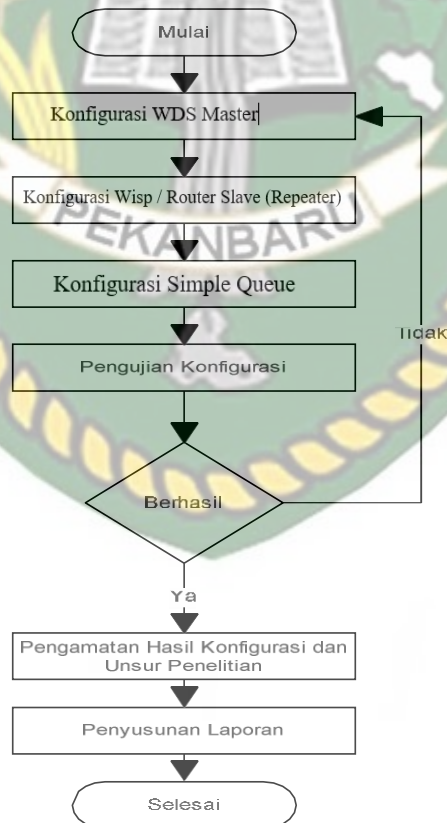 Mulai
Konfigurasi WDS Master
Konfigurasi Wisp / Router Slave (Repeater)
PEKANBARU
Konfigurasi Simple Queue
Tidak
Pengujian Konfigurasi
Berhasil
Ya
Pengamatan Hasil Konfigurasi dan
Unsur Penelitian
Penyusunan Laporan
Selesai